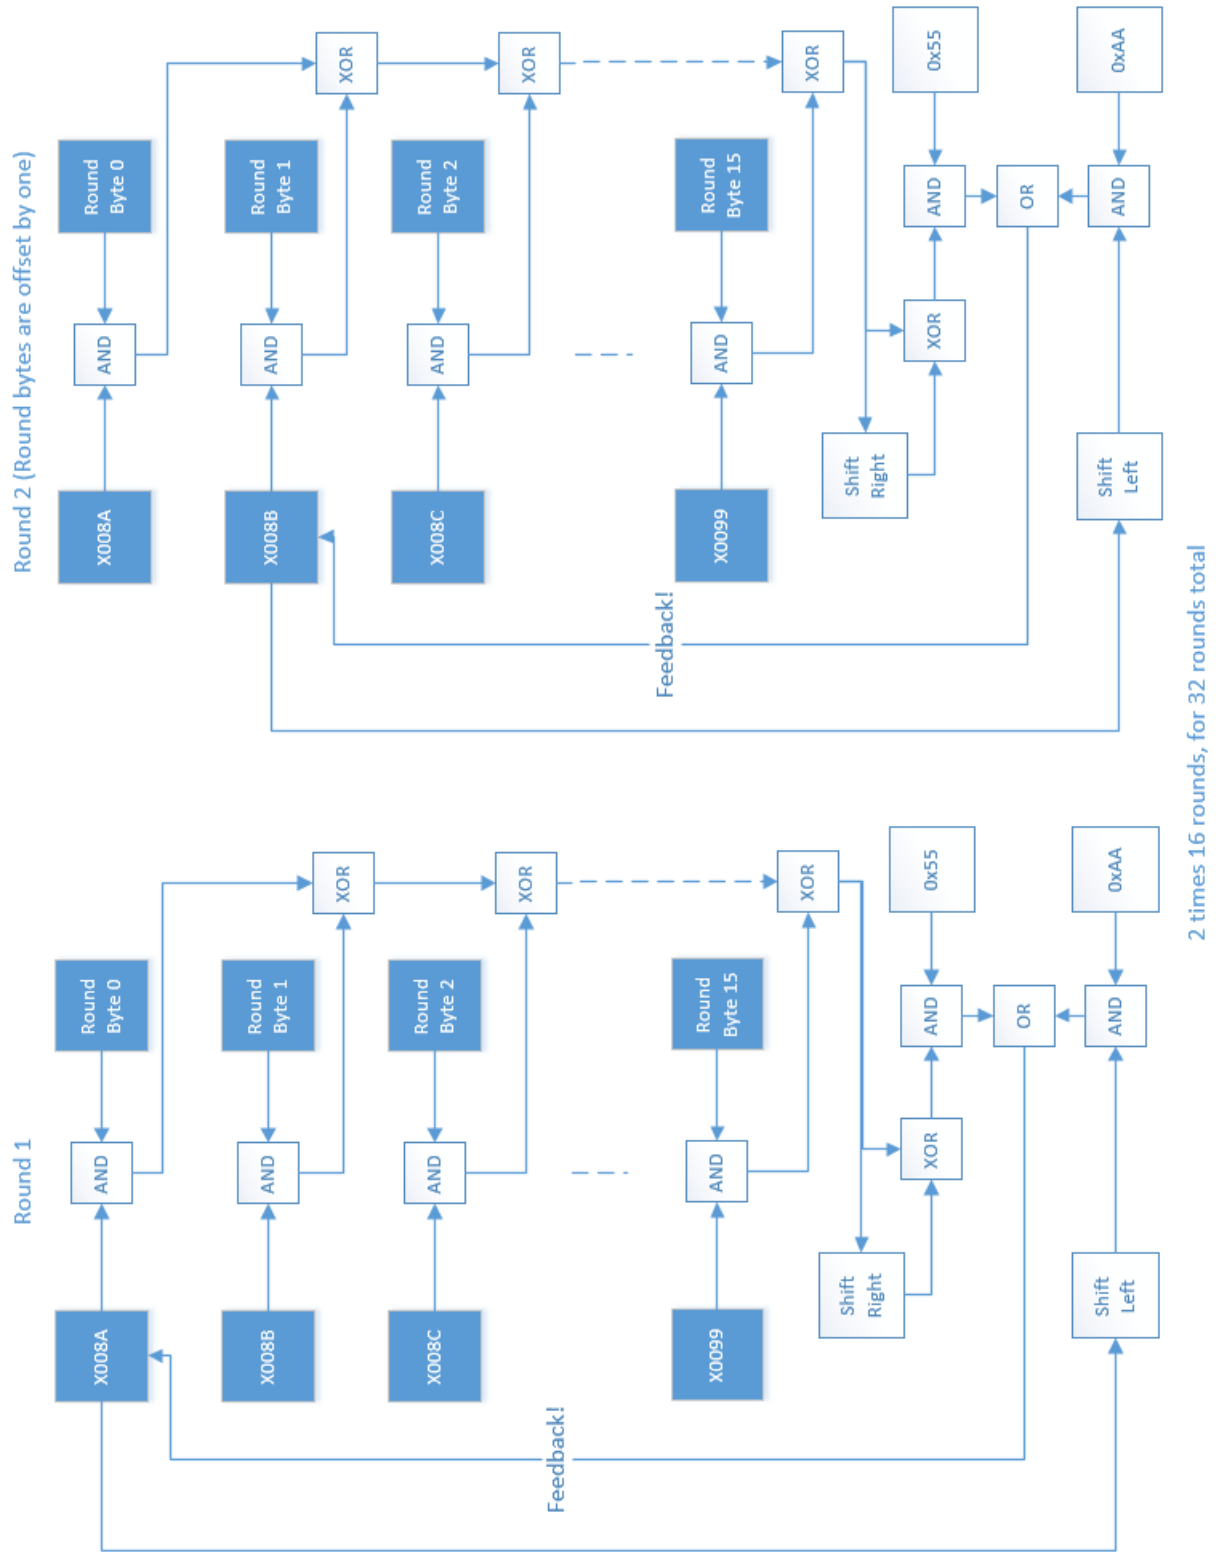 Round 1
X008A
AND
Round
Byte 0
X008B
AND
Round
Byte 1
XOR
X008C
AND
Round
Byte 2
XOR
X0099
AND
Round
Byte 15
XOR
Feedback!
Shift
Right
XOR
AND
0x55
OR
Shift
Left
AND
0xAA
Round 2 (Round bytes are offset by one)
X008A
AND
Round
Byte 0
X008B
AND
Round
Byte 1
XOR
X008C
AND
Round
Byte 2
XOR
X0099
AND
Round
Byte 15
XOR
Feedback!
Shift
Right
XOR
AND
0x55
OR
Shift
Left
AND
0xAA
2 times 16 rounds, for 32 rounds total